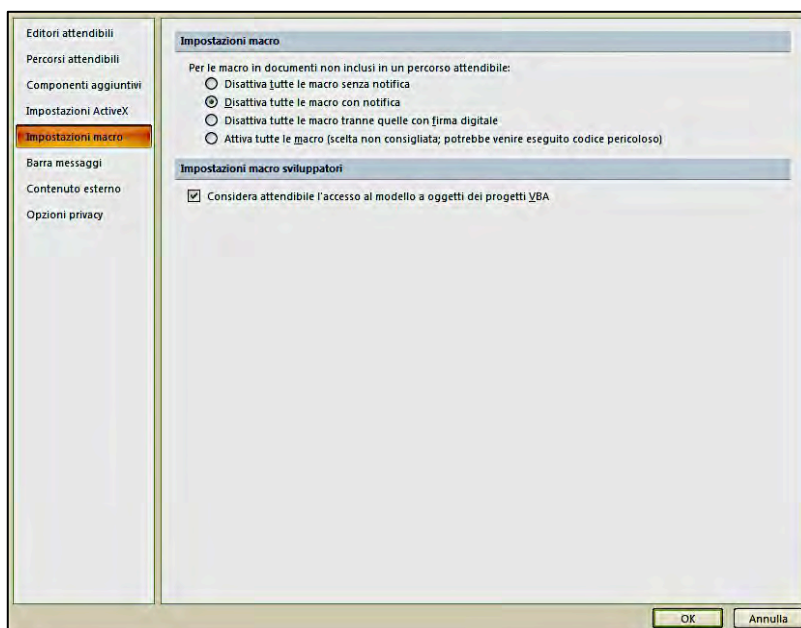 Editori attendibili
Percorsi attendibili
Componenti aggiuntivi
Impostazioni ActiveX
Impostazioni macro
Barra messaggi
Contenuto esterno
Opzioni privacy
Impostazioni macro
Per le macro in documenti non inclusi in un percorso attendibile:
Disattiva tutte le macro senza notifica
Disattiva tutte le macro con notifica
Disattiva tutte le macro tranne quelle con firma digitale
Attiva tutte le macro (scelta non consigliata; potrebbe venire eseguito codice pericoloso)
Impostazioni macro sviluppatori
Considera attendibile l'accesso al modello a oggetti dei progetti VBA
OK
Annulla